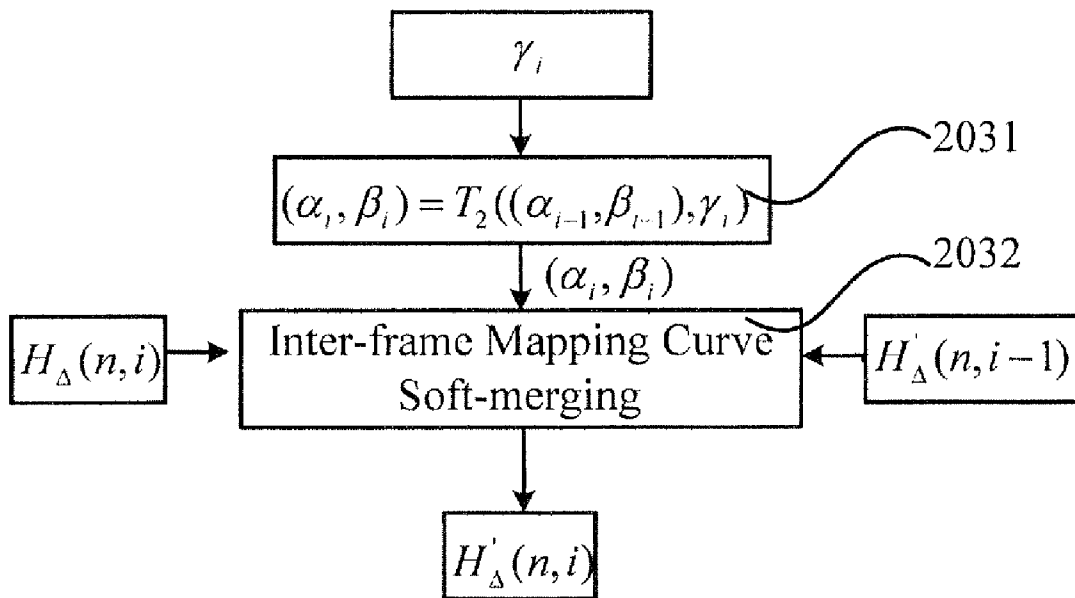 γ_i
2031
(α_i, β_i) = T_2((α_{i-1}, β_{i-1}), γ_i)
(α_i, β_i)
2032
H_Δ(n,i)
Inter-frame Mapping Curve
Soft-merging
H'_Δ(n,i−1)
H'_Δ(n,i)